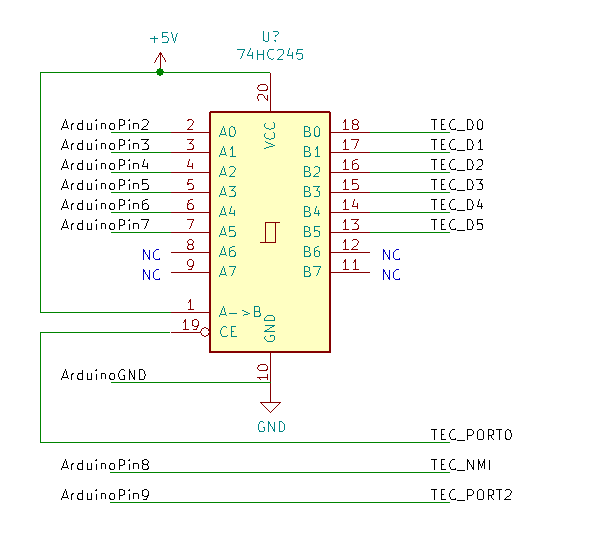 +5V
U?
74HC245
20
VCC
ArduinoPin2 2 A0 B0 18 TEC_D0
ArduinoPin3 3 A1 B1 17 TEC_D1
ArduinoPin4 4 A2 B2 16 TEC_D2
ArduinoPin5 5 A3 B3 15 TEC_D3
ArduinoPin6 6 A4 B4 14 TEC_D4
ArduinoPin7 7 A5 B5 13 TEC_D5
NC 8 A6 B6 12 NC
NC 9 A7 B7 11 NC
1 A->B
19 CE
GND
ArduinoGND 10
GND
TEC_PORT0
ArduinoPin8 TEC_NMI
ArduinoPin9 TEC_PORT2